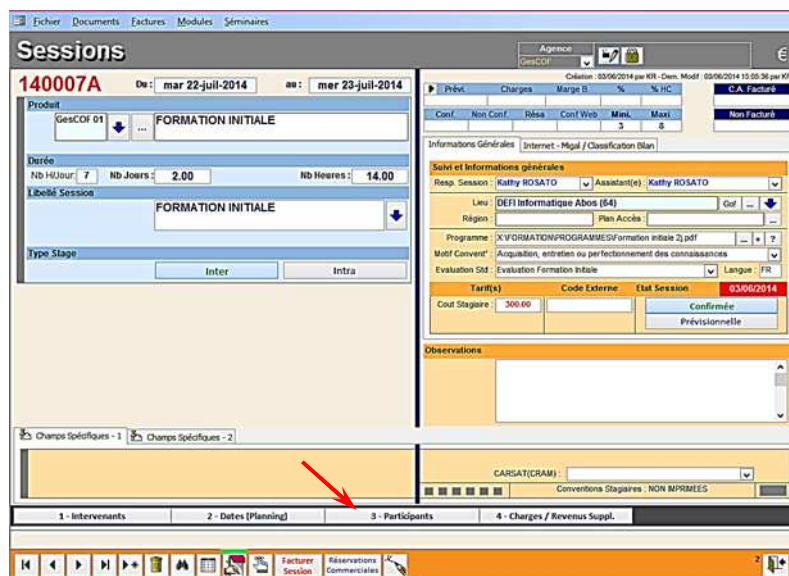 Fichier Documents Factures Modules Séminaires
Sessions
Agence
GesCOF
€
140007A Du : mar 22-juil-2014 au : mer 23-juil-2014
Création : 03/06/2014 par KR - Dern. Modif : 03/06/2014 15:05:36 par KR
Prévi. Charges Marge B % % HC C.A. Facturé
Conf. Non Conf. Résa Conf Web Mini. Maxi Non Facturé
3 8
Produit
GesCOF 01 ... FORMATION INITIALE
Durée
Nb H/Jour: 7 Nb Jours : 2.00 Nb Heures : 14.00
Libellé Session
FORMATION INITIALE
Type Stage
Inter Intra
Informations Générales Internet - Migal / Classification Bilan
Suivi et Informations générales
Resp. Session : Kathy ROSATO Assistant(e) : Kathy ROSATO
Lieu : DEFI Informatique Abos (64) Go! ...
Région : Plan Accès : ...
Programme : X:\FORMATION\PROGRAMMES\Formation initiale 2j.pdf ... + ?
Motif Convent° : Acquisition, entretien ou perfectionnement des connaissances
Evaluation Std : Evaluation Formation Initiale Langue : FR
Tarif(s) Code Externe Etat Session 03/06/2014
Cout Stagiaire : 300.00 Confirmée
Prévisionnelle
Observations
Champs Spécifiques - 1 Champs Spécifiques - 2
CARSAT(CRAM) :
Conventions Stagiaires : NON IMPRIMEES
1 - Intervenants 2 - Dates (Planning) 3 - Participants 4 - Charges / Revenus Suppl.
Facturer Session
Réservations Commerciales
2